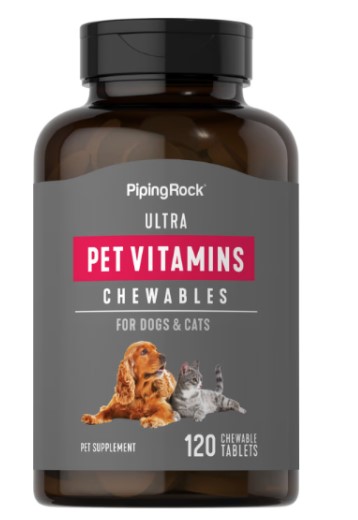 PipingRock
ULTRA
PET VITAMINS
CHEWABLES
FOR DOGS & CATS
PET SUPPLEMENT
120 CHEWABLE
TABLETS